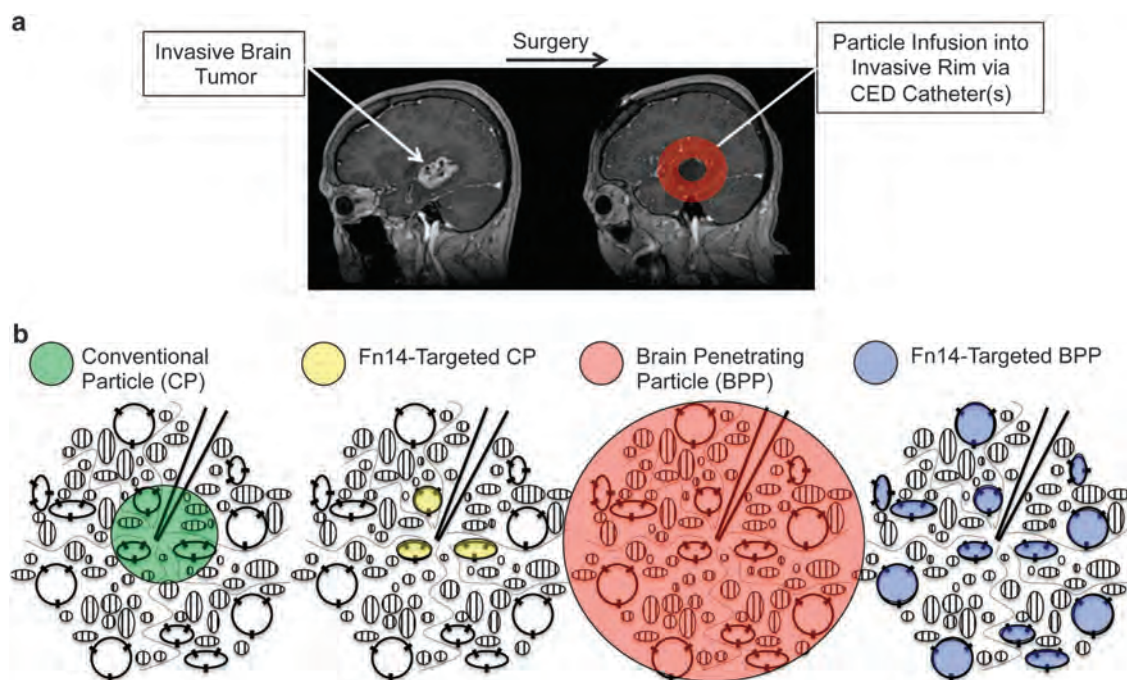 a
Invasive Brain
Tumor
Surgery
Particle Infusion into
Invasive Rim via
CED Catheter(s)
b
Conventional
Particle (CP)
Fn14-Targeted CP
Brain Penetrating
Particle (BPP)
Fn14-Targeted BPP